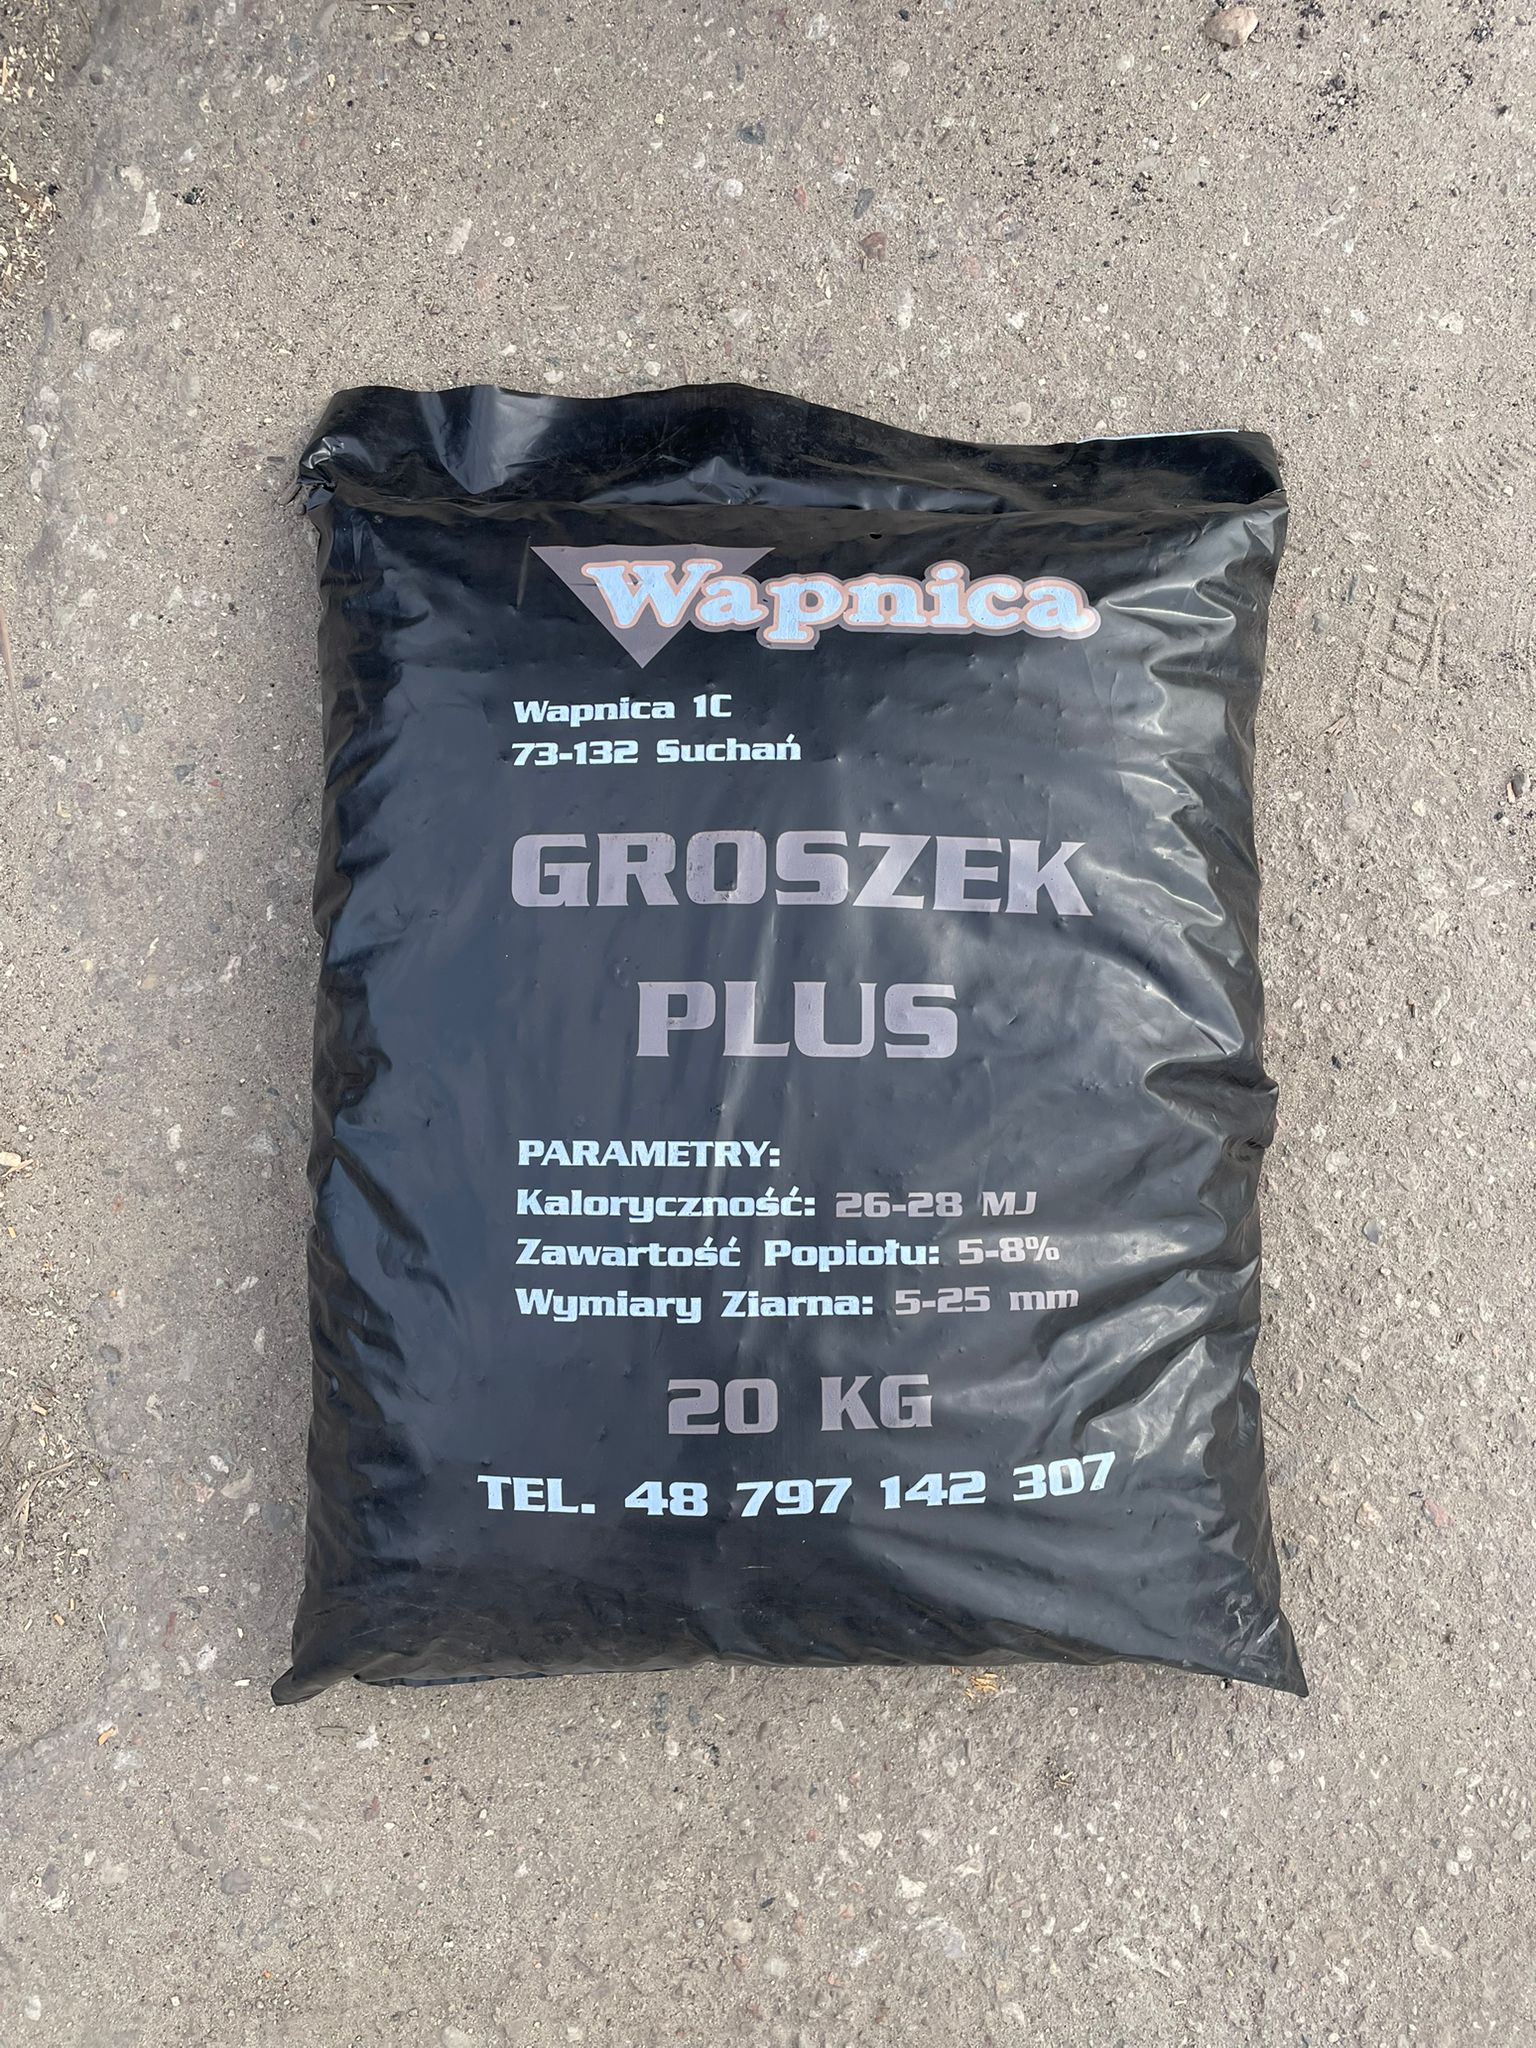 Wapnica
Wapnica 1C
73-132 Suchań
GROSZEK
PLUS
PARAMETRY:
Kaloryczność: 26-28 MJ
Zawartość Popiołu: 5-8%
Wymiary Ziarna: 5-25 mm
20 KG
TEL. 48 797 142 307